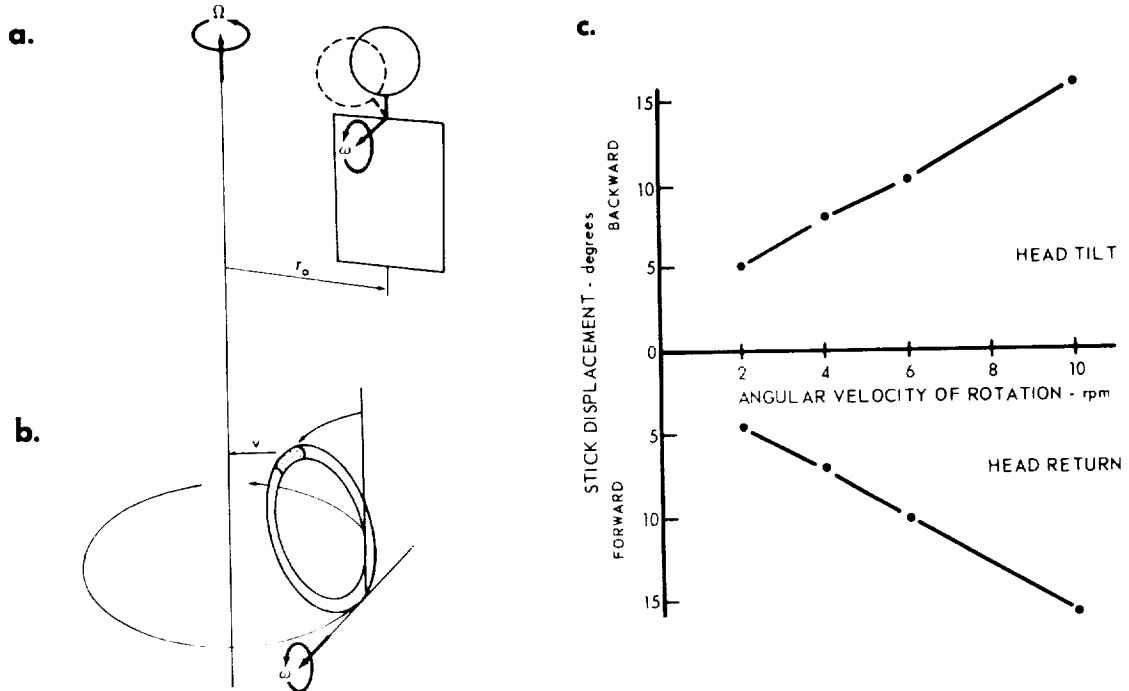 a.
Ω
ω
r₀
b.
v
ω
c.
STICK DISPLACEMENT - degrees
BACKWARD
FORWARD
15
10
5
0
5
10
15
HEAD TILT
2 4 6 8 10
ANGULAR VELOCITY OF ROTATION - rpm
HEAD RETURN